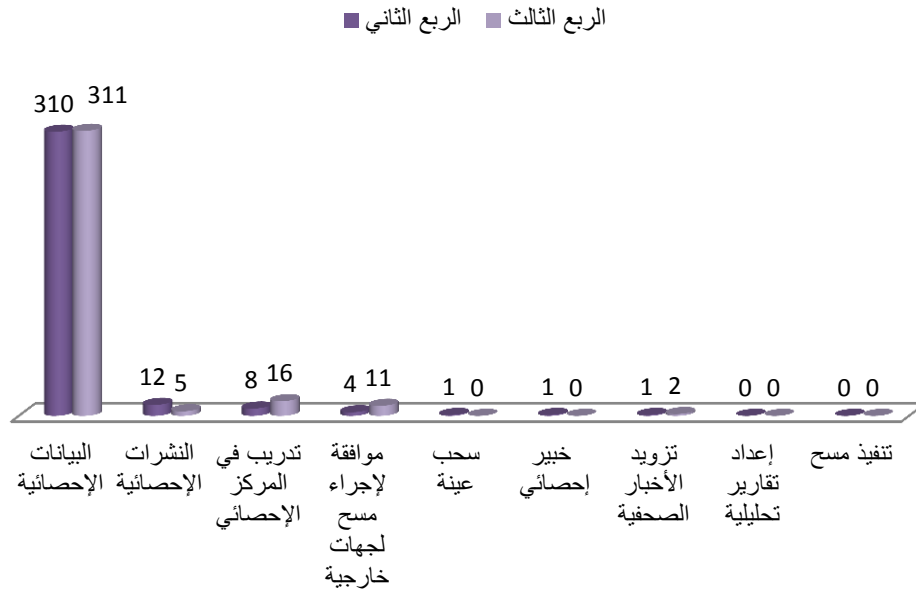 الربع الثاني الربع الثالث
310 311
12 5
8 16
4 11
1 0
1 0
1 2
0 0
0 0
البيانات
الإحصائية
النشرات
الإحصائية
تدريب في
المركز
الإحصائي
موافقة
لإجراء
مسح
لجهات
خارجية
سحب
عينة
خبير
إحصائي
تزويد
الأخبار
الصحفية
إعداد
تقارير
تحليلية
تنفيذ مسح